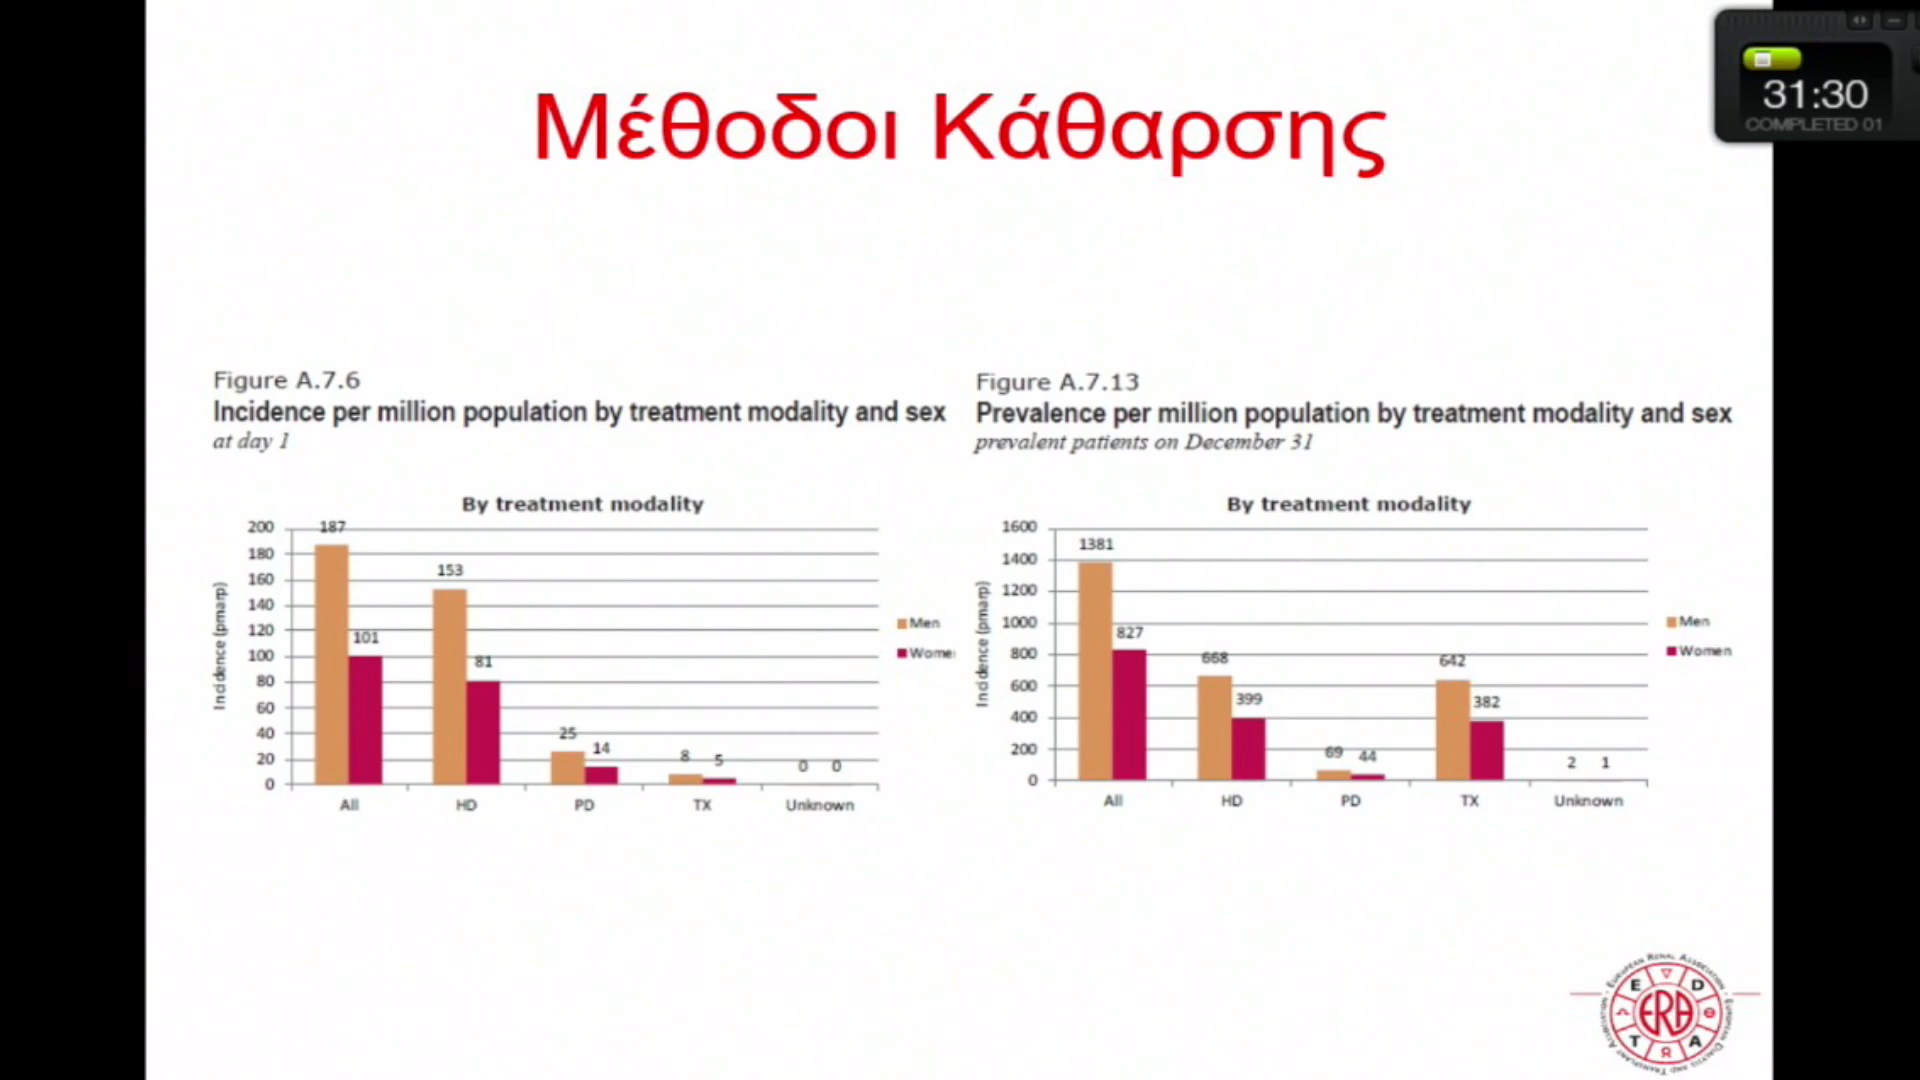 Μέθοδοι Κάθαρσης
31:30
COMPLETED 01
Figure A.7.6
Incidence per million population by treatment modality and sex
at day 1
By treatment modality
Incidence (pmarp)
200
180
160
140
120
100
80
60
40
20
0
187
101
153
81
25
14
8
5
0
0
All
HD
PD
TX
Unknown
Men
Wome
Figure A.7.13
Prevalence per million population by treatment modality and sex
prevalent patients on December 31
By treatment modality
Incidence (pmarp)
1600
1400
1200
1000
800
600
400
200
0
1381
827
668
399
69
44
642
382
2
1
All
HD
PD
TX
Unknown
Men
Women
ERA
E
D
T
A